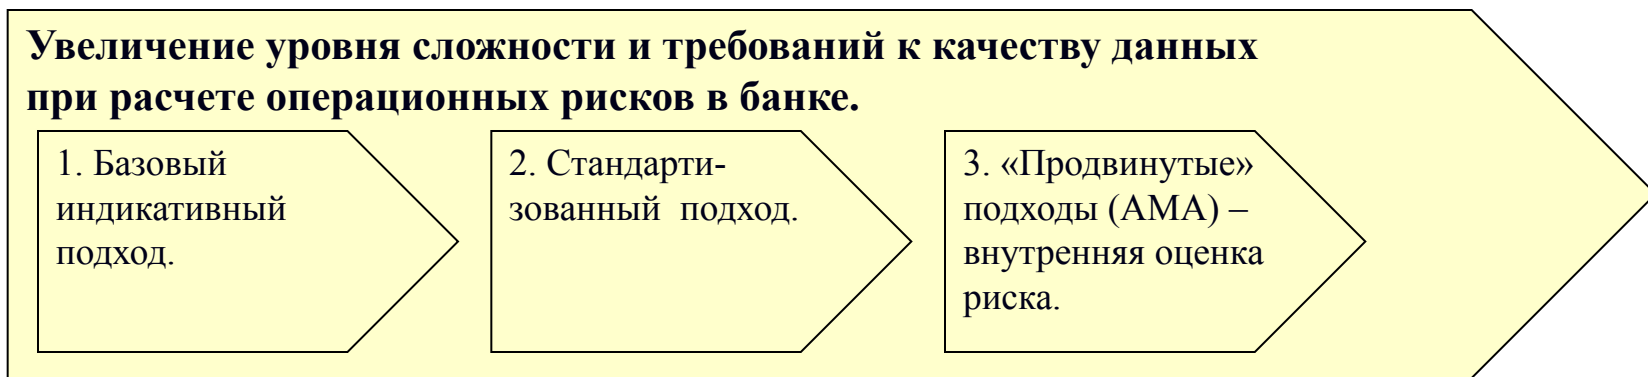 Увеличение уровня сложности и требований к качеству данных
при расчете операционных рисков в банке.
1. Базовый
индикативный
подход.
2. Стандарти-
зованный подход.
3. «Продвинутые»
подходы (АМА) –
внутренняя оценка
риска.